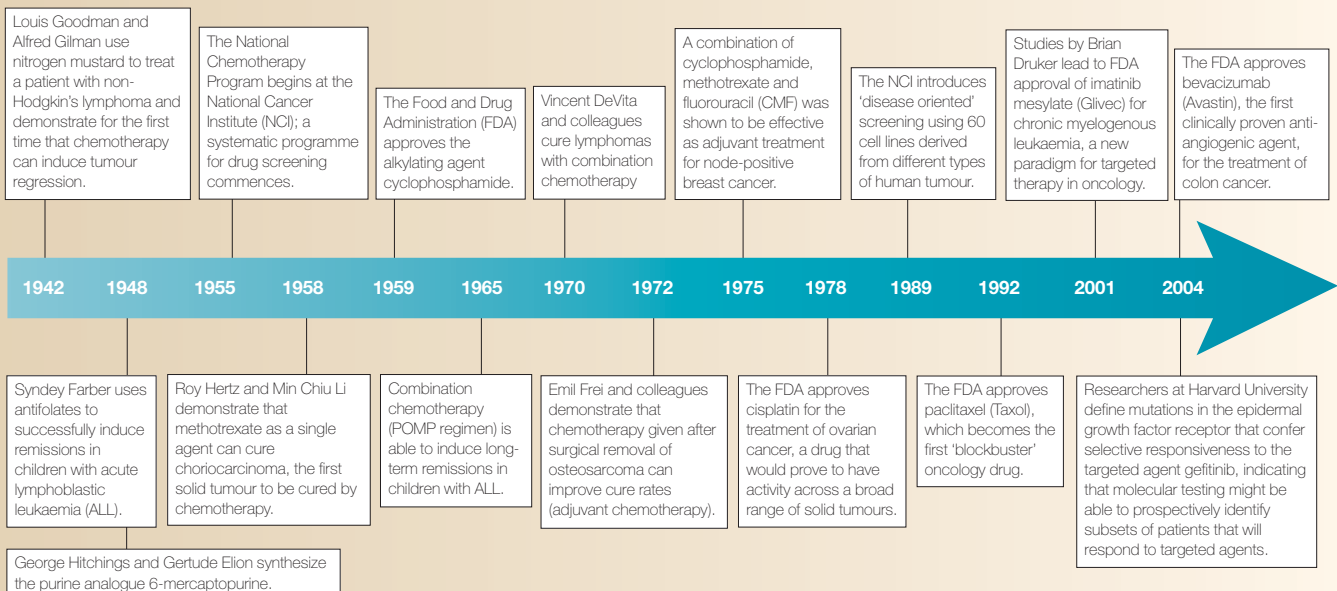 Louis Goodman and
Alfred Gilman use
nitrogen mustard to treat
a patient with non-
Hodgkin's lymphoma and
demonstrate for the first
time that chemotherapy
can induce tumour
regression.
The National
Chemotherapy
Program begins at the
National Cancer
Institute (NCI); a
systematic programme
for drug screening
commences.
The Food and Drug
Administration (FDA)
approves the
alkylating agent
cyclophosphamide.
Vincent DeVita
and colleagues
cure lymphomas
with combination
chemotherapy
A combination of
cyclophosphamide,
methotrexate and
fluorouracil (CMF) was
shown to be effective
as adjuvant treatment
for node-positive
breast cancer.
The NCI introduces
'disease oriented'
screening using 60
cell lines derived
from different types
of human tumour.
Studies by Brian
Druker lead to FDA
approval of imatinib
mesylate (Glivec) for
chronic myelogenous
leukaemia, a new
paradigm for targeted
therapy in oncology.
The FDA approves
bevacizumab
(Avastin), the first
clinically proven anti-
angiogenic agent,
for the treatment of
colon cancer.
1942 1948 1955 1958 1959 1965 1970 1972 1975 1978 1989 1992 2001 2004
Syndey Farber uses
antifolates to
successfully induce
remissions in
children with acute
lymphoblastic
leukaemia (ALL).
Roy Hertz and Min Chiu Li
demonstrate that
methotrexate as a single
agent can cure
choriocarcinoma, the first
solid tumour to be cured by
chemotherapy.
Combination
chemotherapy
(POMP regimen) is
able to induce long-
term remissions in
children with ALL.
Emil Frei and colleagues
demonstrate that
chemotherapy given after
surgical removal of
osteosarcoma can
improve cure rates
(adjuvant chemotherapy).
The FDA approves
cisplatin for the
treatment of ovarian
cancer, a drug that
would prove to have
activity across a broad
range of solid tumours.
The FDA approves
paclitaxel (Taxol),
which becomes the
first 'blockbuster'
oncology drug.
Researchers at Harvard University
define mutations in the epidermal
growth factor receptor that confer
selective responsiveness to the
targeted agent gefitinib, indicating
that molecular testing might be
able to prospectively identify
subsets of patients that will
respond to targeted agents.
George Hitchings and Gertude Elion synthesize
the purine analogue 6-mercaptopurine.